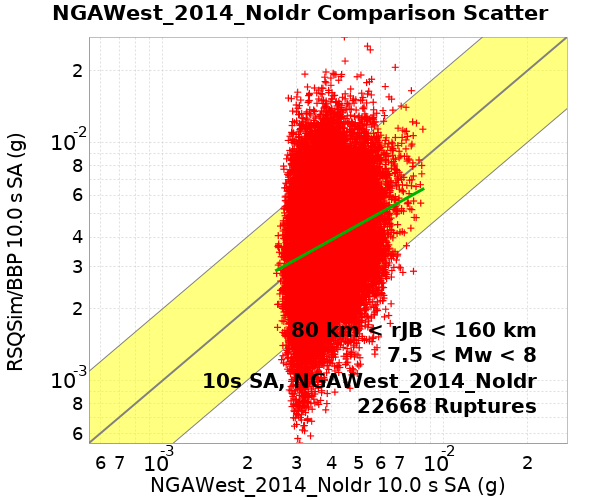 NGAWest_2014_NoIdr Comparison Scatter
RSQSim/BBP 10.0 s SA (g)
2
10-2
8
6
4
3
2
10-3
8
6
80 km < rJB < 160 km
7.5 < Mw < 8
10s SA, NGAWest_2014_NoIdr
22668 Ruptures
6 7 10-3 2 3 4 5 6 7 10-2 2
NGAWest_2014_NoIdr 10.0 s SA (g)